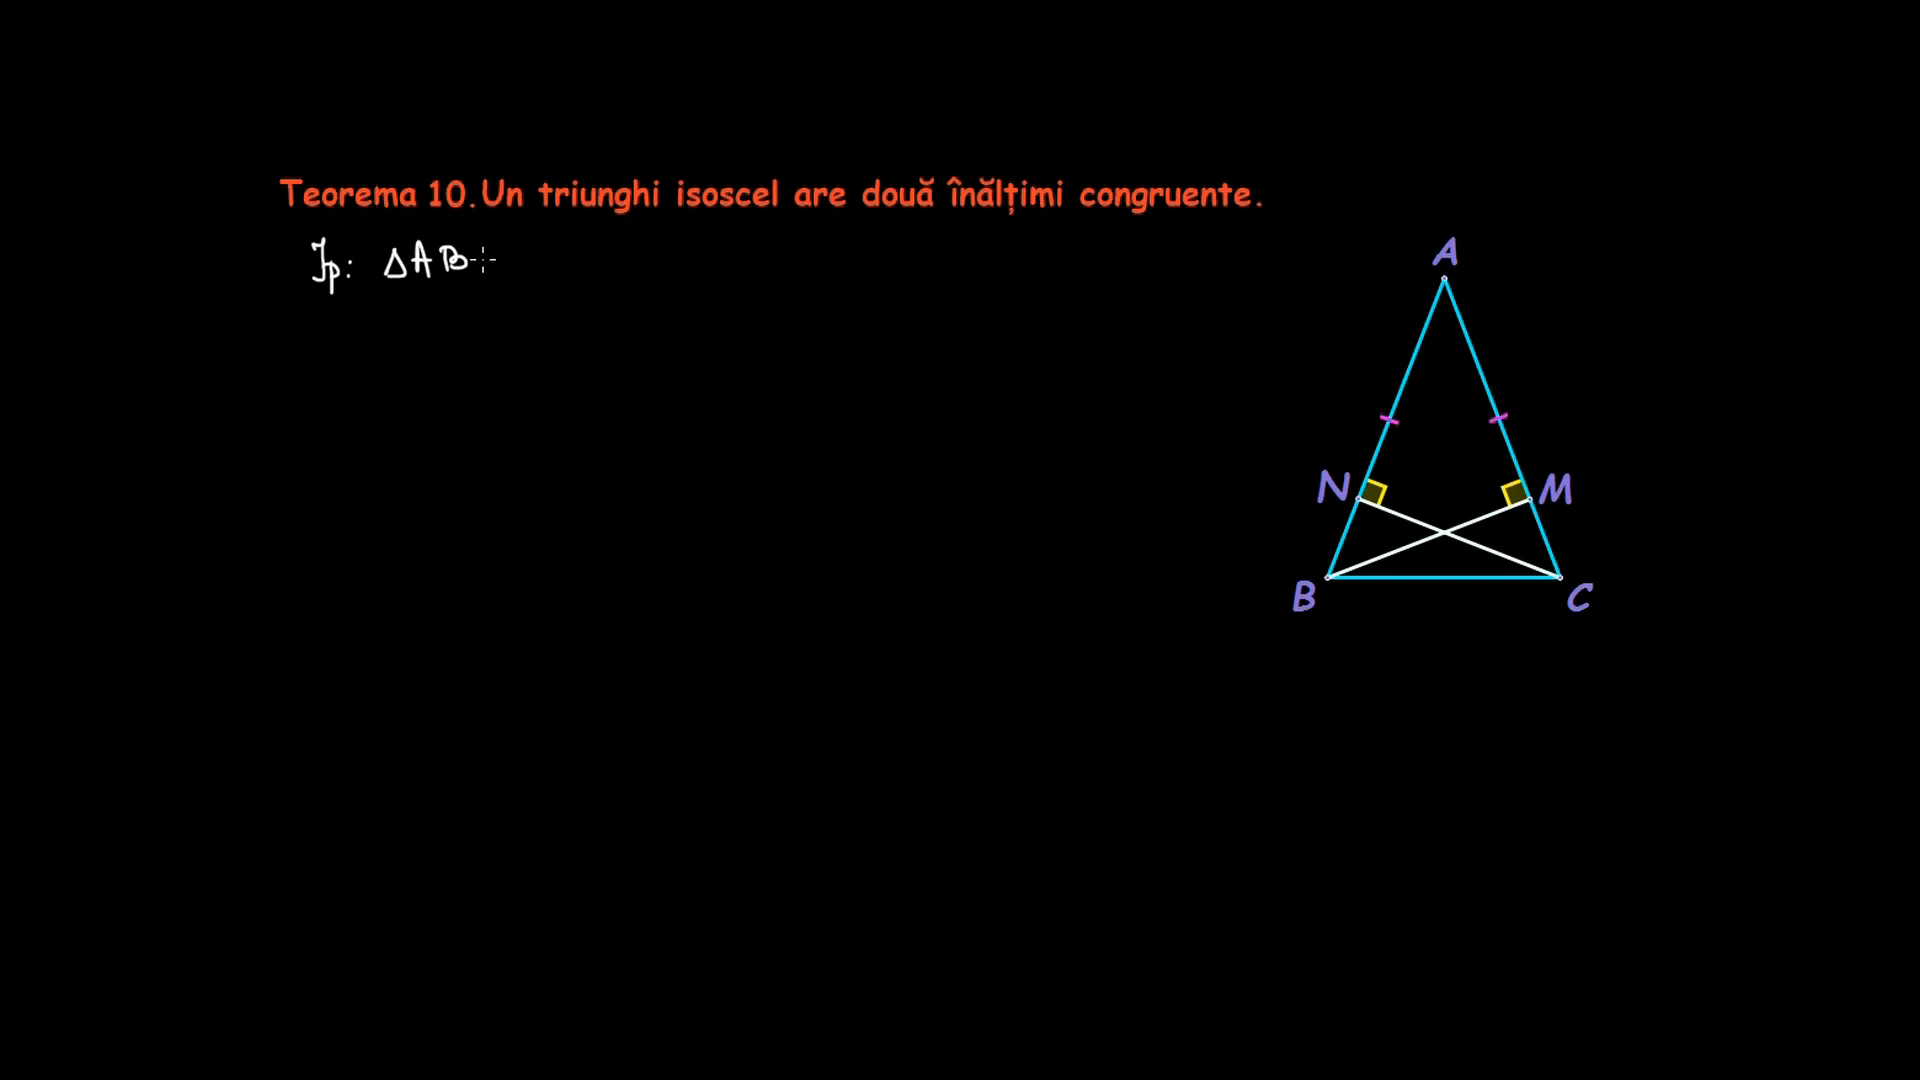 Teorema 10. Un triunghi isoscel are două înălțimi congruente.
Ip: ΔAB
A
N
M
B
C